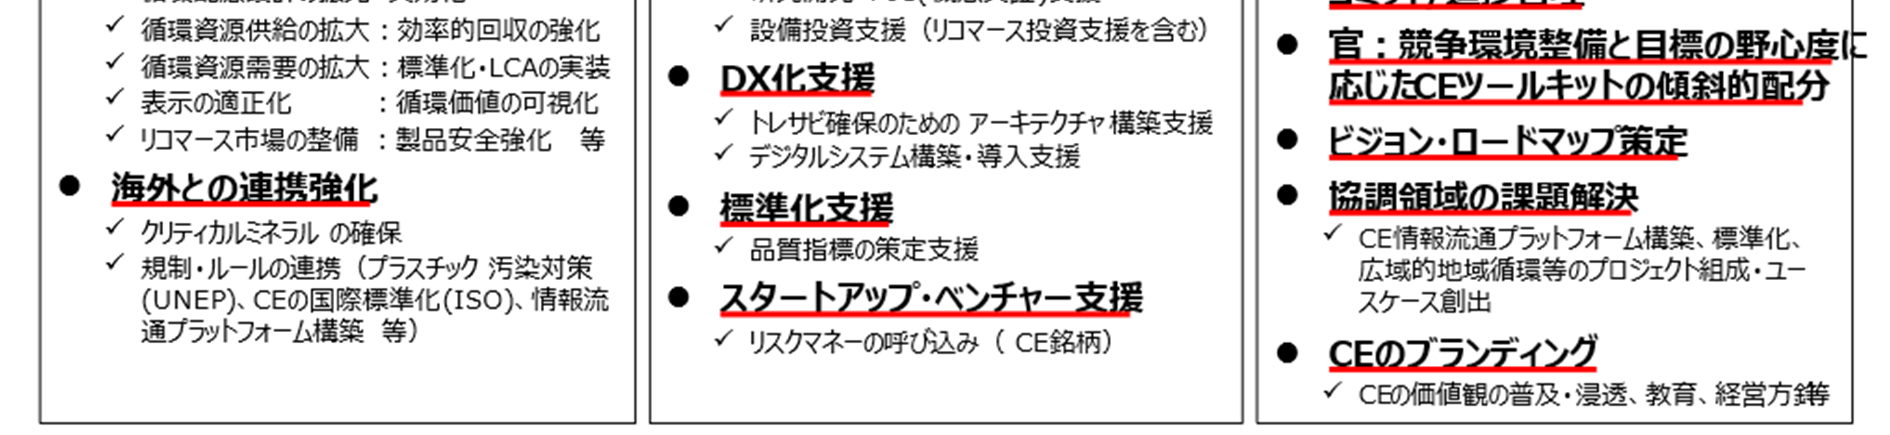 ✓ 循環資源供給の拡大：効率的回収の強化
✓ 循環資源需要の拡大：標準化・LCAの実装
✓ 表示の適正化　　　：循環価値の可視化
✓ リコマース市場の整備　：製品安全強化　等
● 海外との連携強化
✓ クリティカルミネラル の確保
✓ 規制・ルールの連携（プラスチック 汚染対策
(UNEP)、CEの国際標準化(ISO)、情報流
通プラットフォーム構築　等）
✓ 設備投資支援（リコマース投資支援を含む）
● DX化支援
✓ トレサビ確保のための アーキテクチャ 構築支援
✓ デジタルシステム構築・導入支援
● 標準化支援
✓ 品質指標の策定支援
● スタートアップ・ベンチャー支援
✓ リスクマネーの呼び込み（ CE銘柄）
● 官：競争環境整備と目標の野心度に
応じたCEツールキットの傾斜的配分
● ビジョン・ロードマップ策定
● 協調領域の課題解決
✓ CE情報流通プラットフォーム構築、標準化、
広域的地域循環等のプロジェクト組成・ユー
スケース創出
● CEのブランディング
✓ CEの価値観の普及・浸透、教育、経営方針等